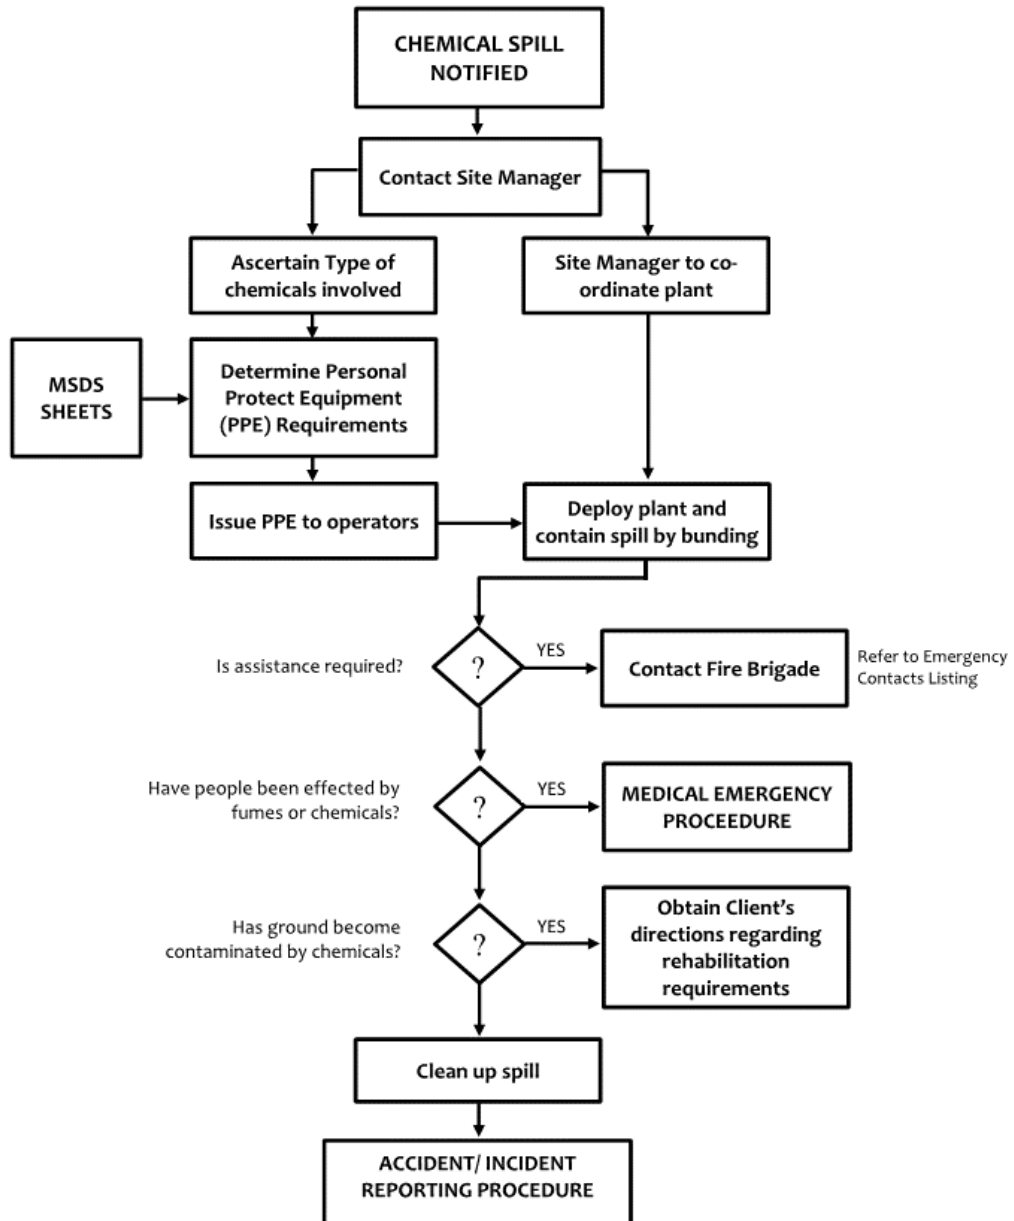 CHEMICAL SPILL
NOTIFIED
Contact Site Manager
Ascertain Type of
chemicals involved
Site Manager to co-
ordinate plant
MSDS
SHEETS
Determine Personal
Protect Equipment
(PPE) Requirements
Issue PPE to operators
Deploy plant and
contain spill by bunding
Is assistance required?
?
YES
Contact Fire Brigade
Refer to Emergency
Contacts Listing
Have people been effected by
fumes or chemicals?
?
YES
MEDICAL EMERGENCY
PROCEEDURE
Has ground become
contaminated by chemicals?
?
YES
Obtain Client's
directions regarding
rehabilitation
requirements
Clean up spill
ACCIDENT/ INCIDENT
REPORTING PROCEDURE